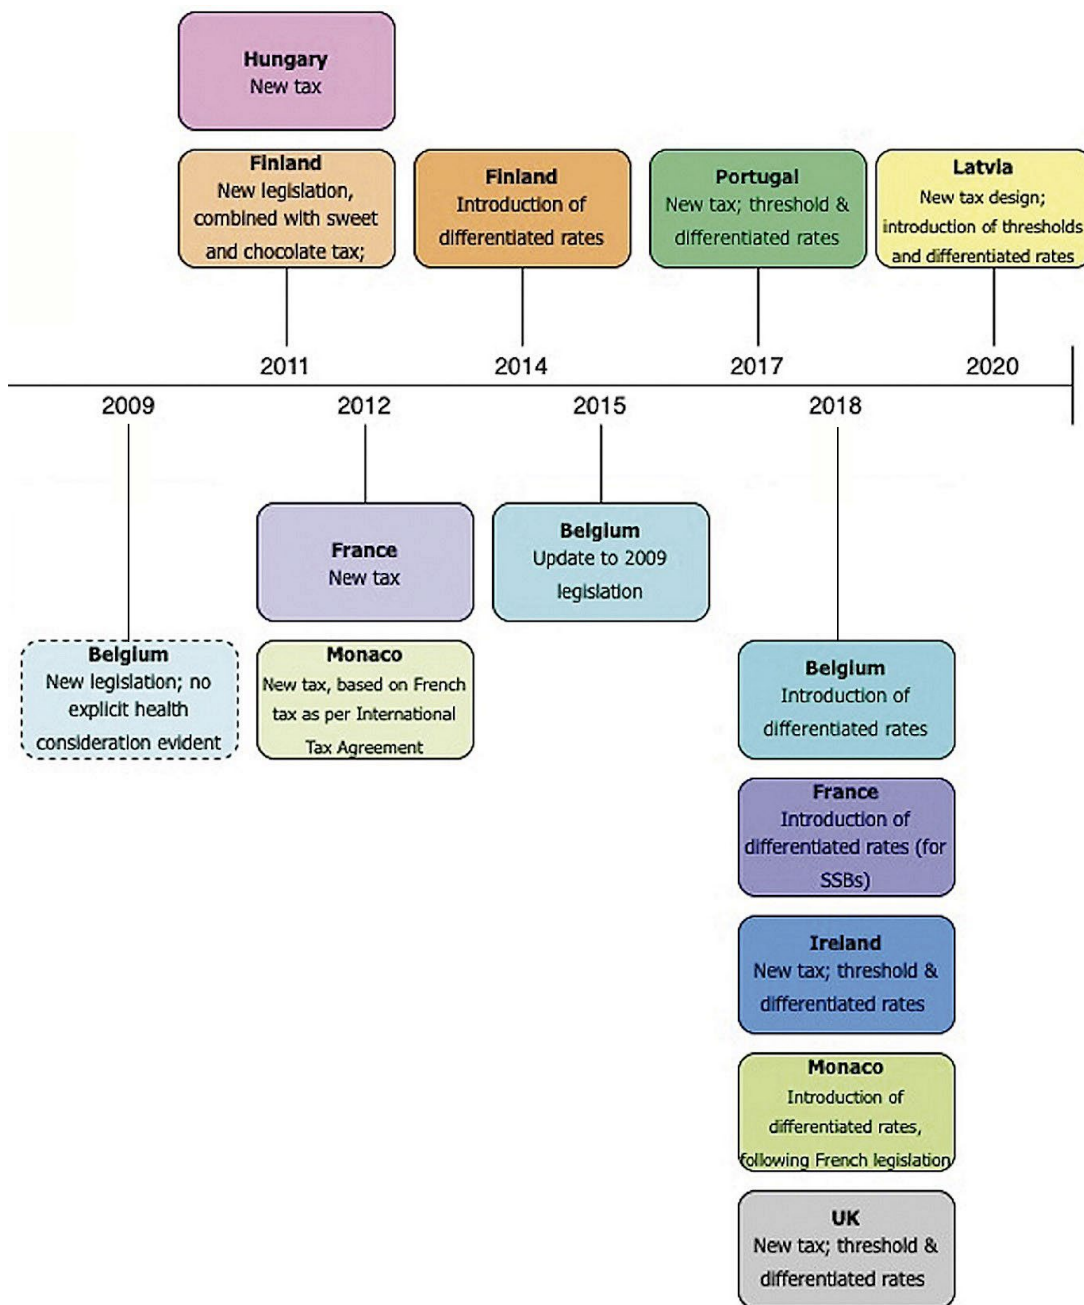 Hungary
New tax
Finland
New legislation,
combined with sweet
and chocolate tax;
Finland
Introduction of
differentiated rates
Portugal
New tax; threshold &
differentiated rates
Latvia
New tax design;
introduction of thresholds
and differentiated rates
2011
2014
2017
2020
2009
2012
2015
2018
France
New tax
Belgium
Update to 2009
legislation
Belgium
New legislation; no
explicit health
consideration evident
Monaco
New tax, based on French
tax as per International
Tax Agreement
Belgium
Introduction of
differentiated rates
France
Introduction of
differentiated rates (for
SSBs)
Ireland
New tax; threshold &
differentiated rates
Monaco
Introduction of
differentiated rates,
following French legislation
UK
New tax; threshold &
differentiated rates